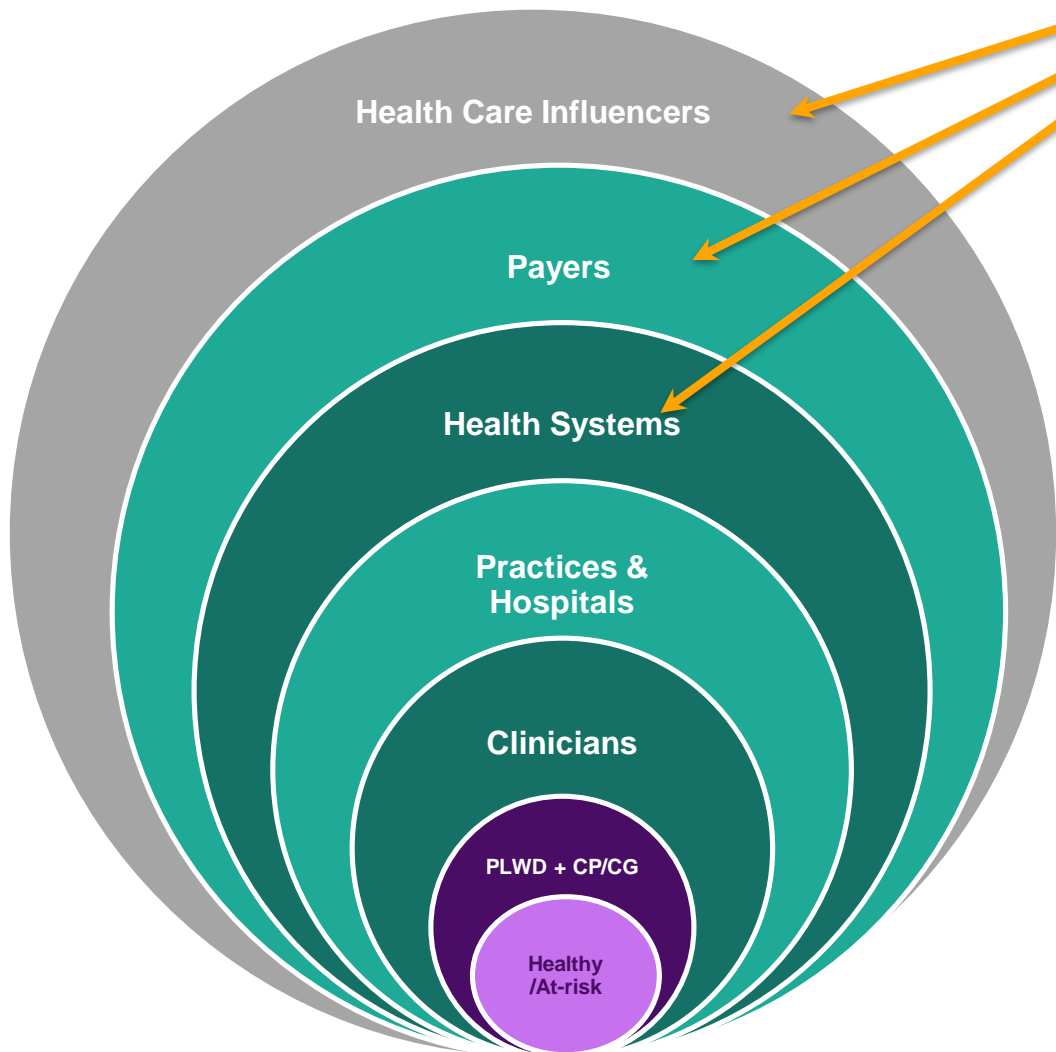 Health Care Influencers
Payers
Health Systems
Practices &
Hospitals
Clinicians
PLWD + CP/CG
Healthy
/At-risk